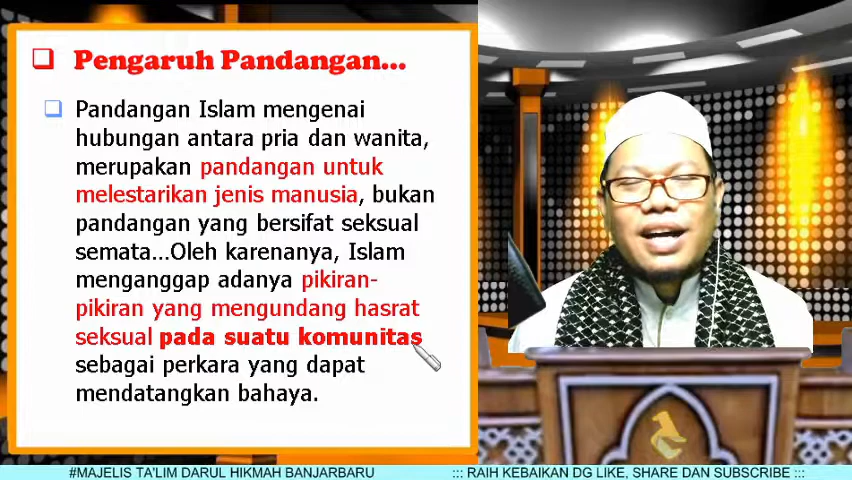 Pengaruh Pandangan...
Pandangan Islam mengenai
hubungan antara pria dan wanita,
merupakan pandangan untuk
melestarikan jenis manusia, bukan
pandangan yang bersifat seksual
semata...Oleh karenanya, Islam
menganggap adanya pikiran-
pikiran yang mengundang hasrat
seksual pada suatu komunitas
sebagai perkara yang dapat
mendatangkan bahaya.
#MAJELIS TA'LIM DARUL HIKMAH BANJARBARU
::: RAIH KEBAIKAN DG LIKE, SHARE DAN SUBSCRIBE :::